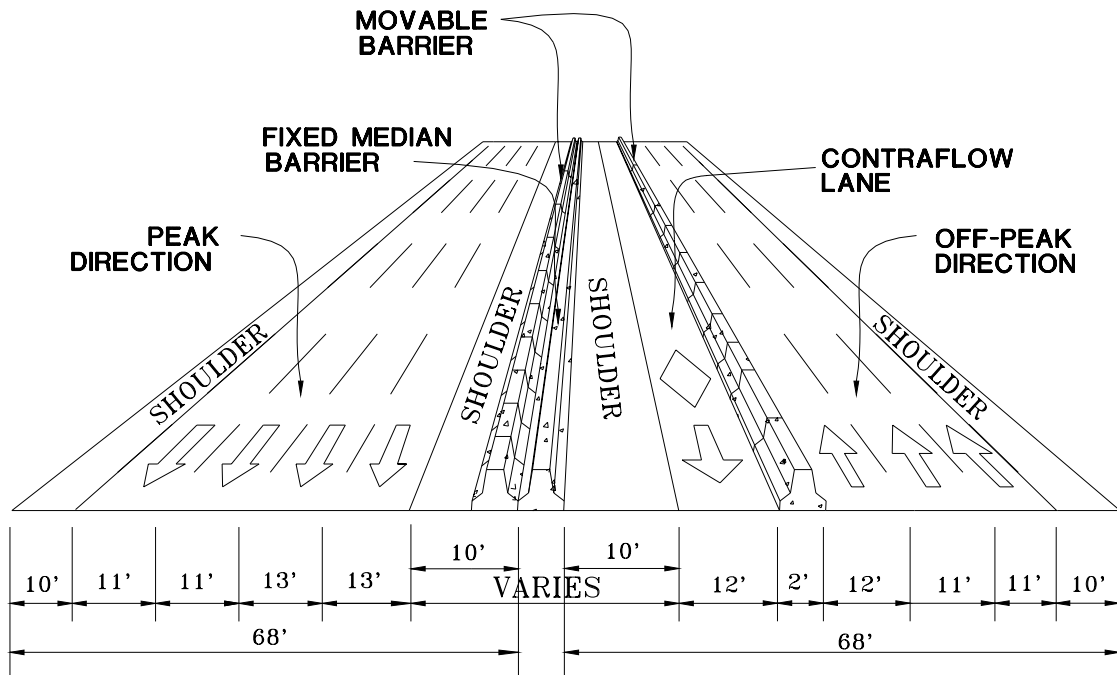 MOVABLE
BARRIER
FIXED MEDIAN
BARRIER
CONTRAFLOW
LANE
PEAK
DIRECTION
OFF-PEAK
DIRECTION
SHOULDER
SHOULDER
SHOULDER
SHOULDER
10'
10'
10'
11'
11'
13'
13'
VARIES
12'
2'
12'
11'
11'
10'
68'
68'